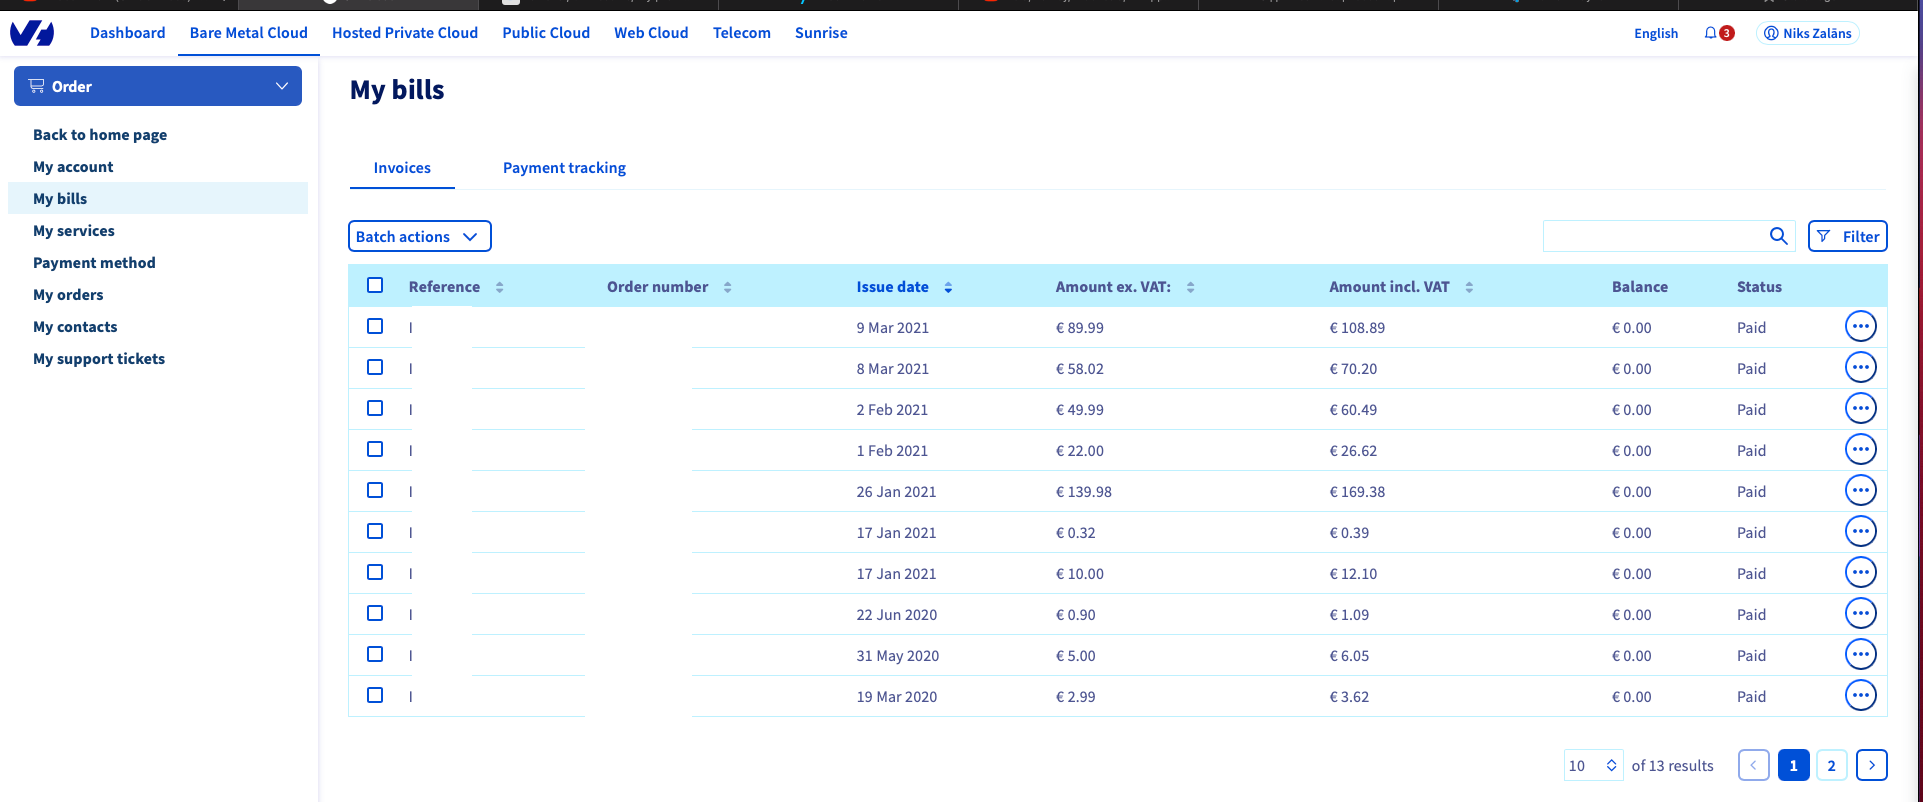 Dashboard Bare Metal Cloud Hosted Private Cloud Public Cloud Web Cloud Telecom Sunrise English 3 Niks Zalāns
Order
Back to home page
My account
My bills
My services
Payment method
My orders
My contacts
My support tickets
My bills
Invoices Payment tracking
Batch actions Filter
Reference Order number Issue date Amount ex. VAT: Amount incl. VAT Balance Status
9 Mar 2021 € 89.99 € 108.89 € 0.00 Paid
8 Mar 2021 € 58.02 € 70.20 € 0.00 Paid
2 Feb 2021 € 49.99 € 60.49 € 0.00 Paid
1 Feb 2021 € 22.00 € 26.62 € 0.00 Paid
26 Jan 2021 € 139.98 € 169.38 € 0.00 Paid
17 Jan 2021 € 0.32 € 0.39 € 0.00 Paid
17 Jan 2021 € 10.00 € 12.10 € 0.00 Paid
22 Jun 2020 € 0.90 € 1.09 € 0.00 Paid
31 May 2020 € 5.00 € 6.05 € 0.00 Paid
19 Mar 2020 € 2.99 € 3.62 € 0.00 Paid
10 of 13 results 1 2